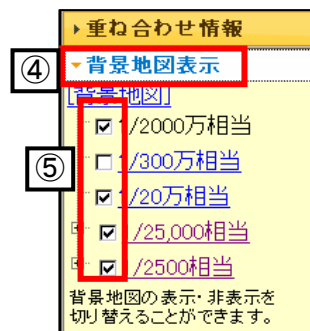 重ね合わせ情報
④
背景地図表示
[背景地図]
⑤
1/2000万相当
1/300万相当
1/20万相当
1/25,000相当
1/2500相当
背景地図の表示・非表示を
切り替えることができます。